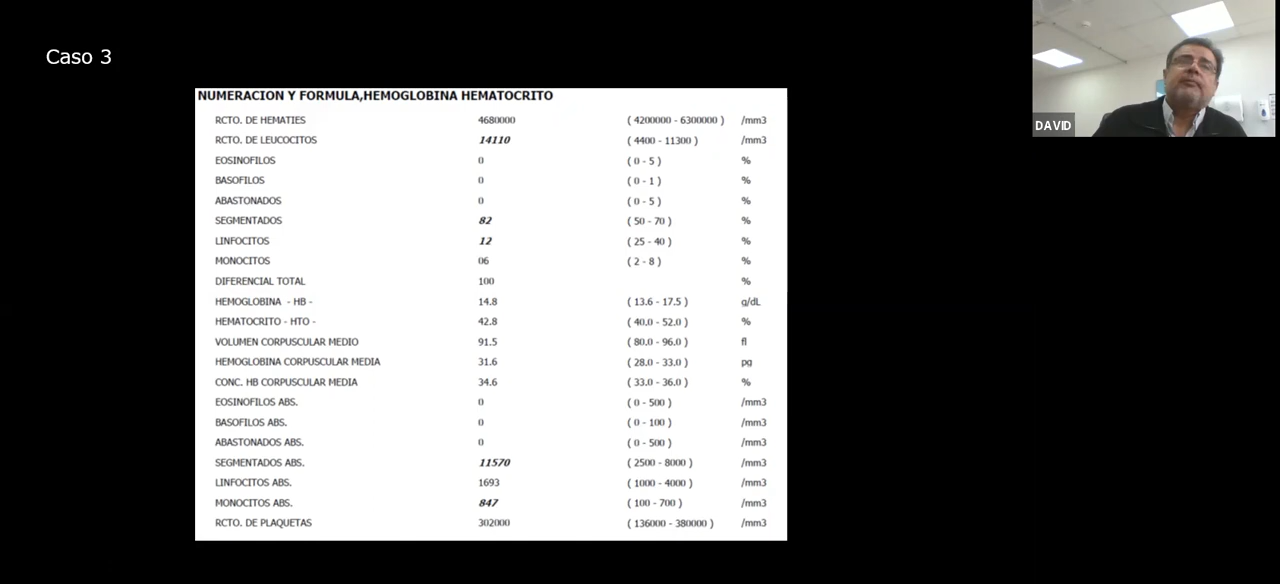 Caso 3
DAVID
NUMERACION Y FORMULA,HEMOGLOBINA HEMATOCRITO
RCTO. DE HEMATIES 4680000 ( 4200000 - 6300000 ) /mm3
RCTO. DE LEUCOCITOS 14110 ( 4400 - 11300 ) /mm3
EOSINOFILOS 0 ( 0 - 5 ) %
BASOFILOS 0 ( 0 - 1 ) %
ABASTONADOS 0 ( 0 - 5 ) %
SEGMENTADOS 82 ( 50 - 70 ) %
LINFOCITOS 12 ( 25 - 40 ) %
MONOCITOS 06 ( 2 - 8 ) %
DIFERENCIAL TOTAL 100 %
HEMOGLOBINA - HB - 14.8 ( 13.6 - 17.5 ) g/dL
HEMATOCRITO - HTO - 42.8 ( 40.0 - 52.0 ) %
VOLUMEN CORPUSCULAR MEDIO 91.5 ( 80.0 - 96.0 ) fl
HEMOGLOBINA CORPUSCULAR MEDIA 31.6 ( 28.0 - 33.0 ) pg
CONC. HB CORPUSCULAR MEDIA 34.6 ( 33.0 - 36.0 ) %
EOSINOFILOS ABS. 0 ( 0 - 500 ) /mm3
BASOFILOS ABS. 0 ( 0 - 100 ) /mm3
ABASTONADOS ABS. 0 ( 0 - 500 ) /mm3
SEGMENTADOS ABS. 11570 ( 2500 - 8000 ) /mm3
LINFOCITOS ABS. 1693 ( 1000 - 4000 ) /mm3
MONOCITOS ABS. 847 ( 100 - 700 ) /mm3
RCTO. DE PLAQUETAS 302000 ( 136000 - 380000 ) /mm3